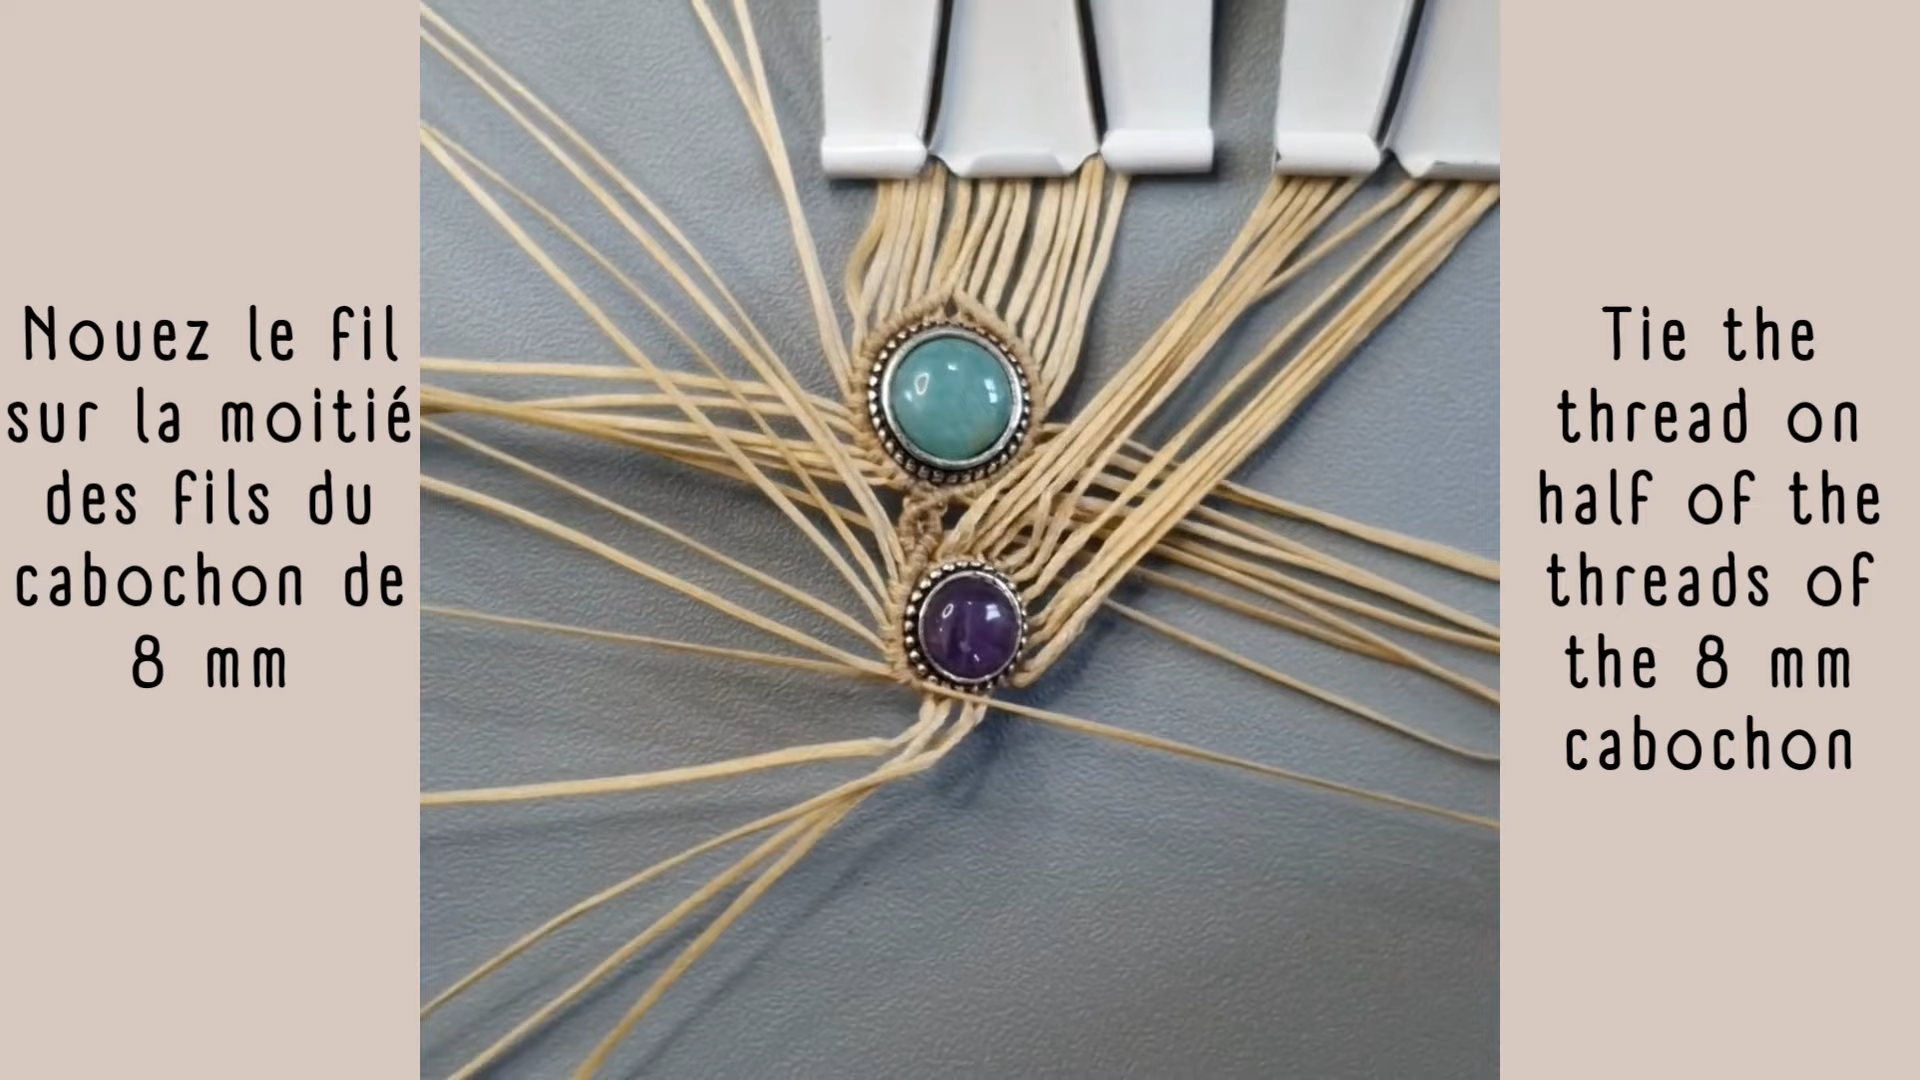 Nouez le fil
sur la moitié
des fils du
cabochon de
8 mm
Tie the
thread on
half of the
threads of
the 8 mm
cabochon